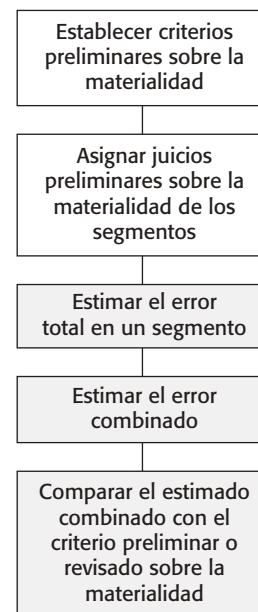 Establecer criterios
preliminares sobre la
materialidad
Asignar juicios
preliminares sobre la
materialidad de los
segmentos
Estimar el error
total en un segmento
Estimar el error
combinado
Comparar el estimado
combinado con el
criterio preliminar o
revisado sobre la
materialidad